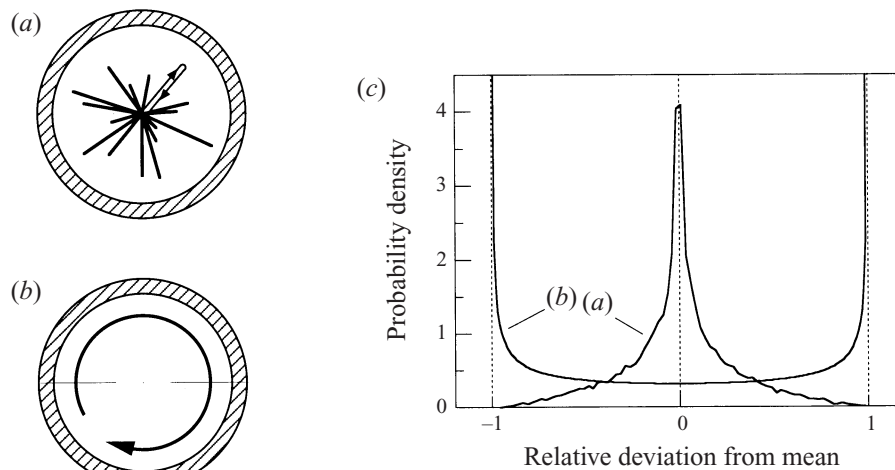 (a)
(b)
(c)
Probability density
4
3
2
1
0
(b) (a)
−1
0
1
Relative deviation from mean